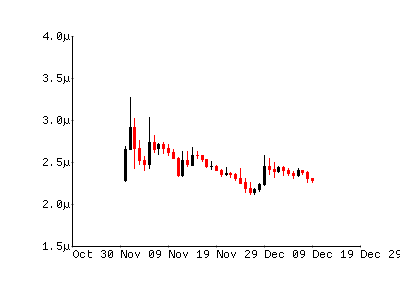 4.0µ
3.5µ
3.0µ
2.5µ
2.0µ
1.5µ
Oct 30 Nov 09 Nov 19 Nov 29 Dec 09 Dec 19 Dec 29